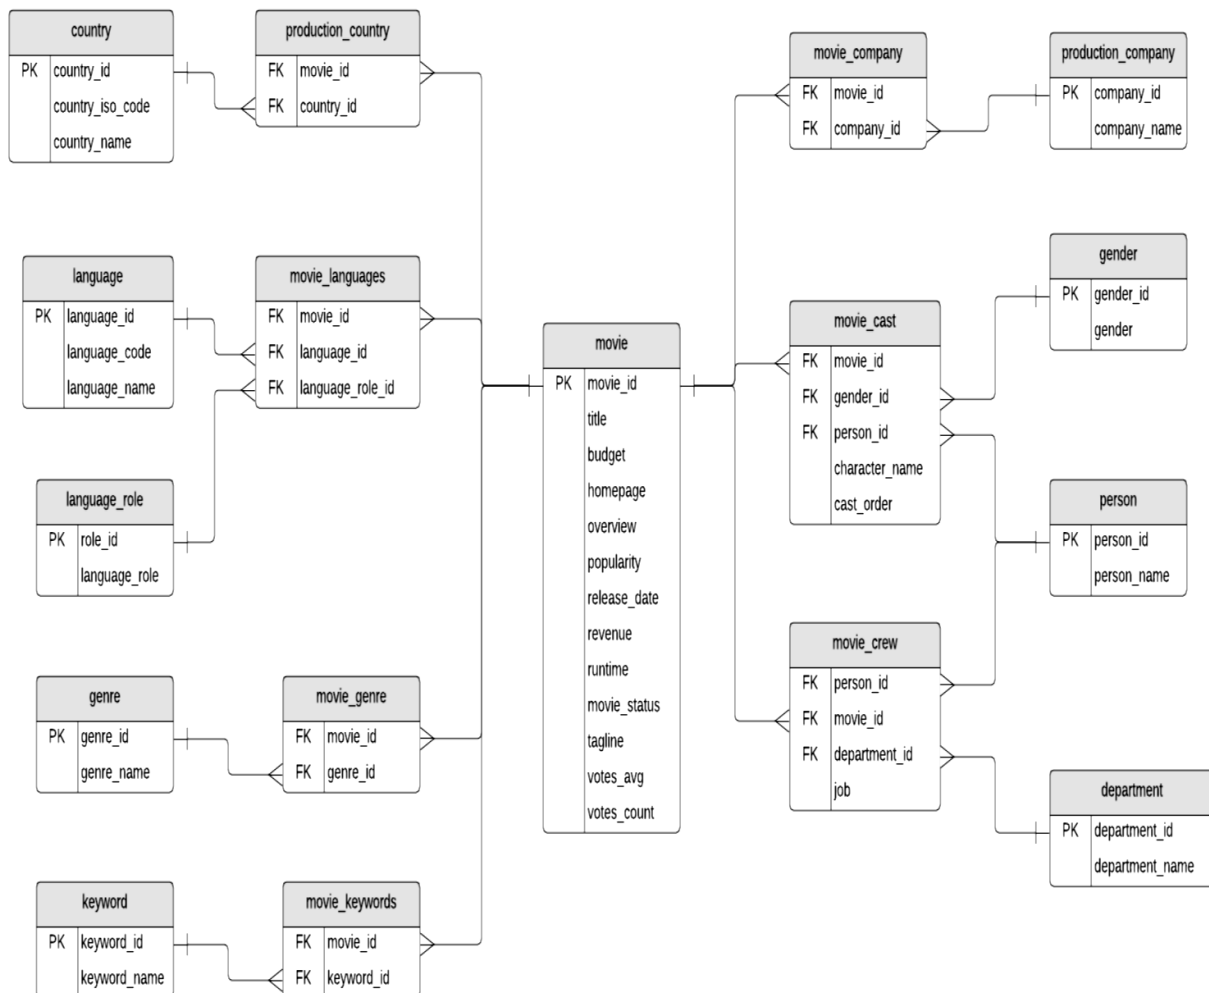 country
PK country_id
country_iso_code
country_name
production_country
FK movie_id
FK country_id
movie_company
FK movie_id
FK company_id
production_company
PK company_id
company_name
language
PK language_id
language_code
language_name
movie_languages
FK movie_id
FK language_id
FK language_role_id
language_role
PK role_id
language_role
movie
PK movie_id
title
budget
homepage
overview
popularity
release_date
revenue
runtime
movie_status
tagline
votes_avg
votes_count
gender
PK gender_id
gender
movie_cast
FK movie_id
FK gender_id
FK person_id
character_name
cast_order
person
PK person_id
person_name
genre
PK genre_id
genre_name
movie_genre
FK movie_id
FK genre_id
movie_crew
FK person_id
FK movie_id
FK department_id
job
department
PK department_id
department_name
keyword
PK keyword_id
keyword_name
movie_keywords
FK movie_id
FK keyword_id